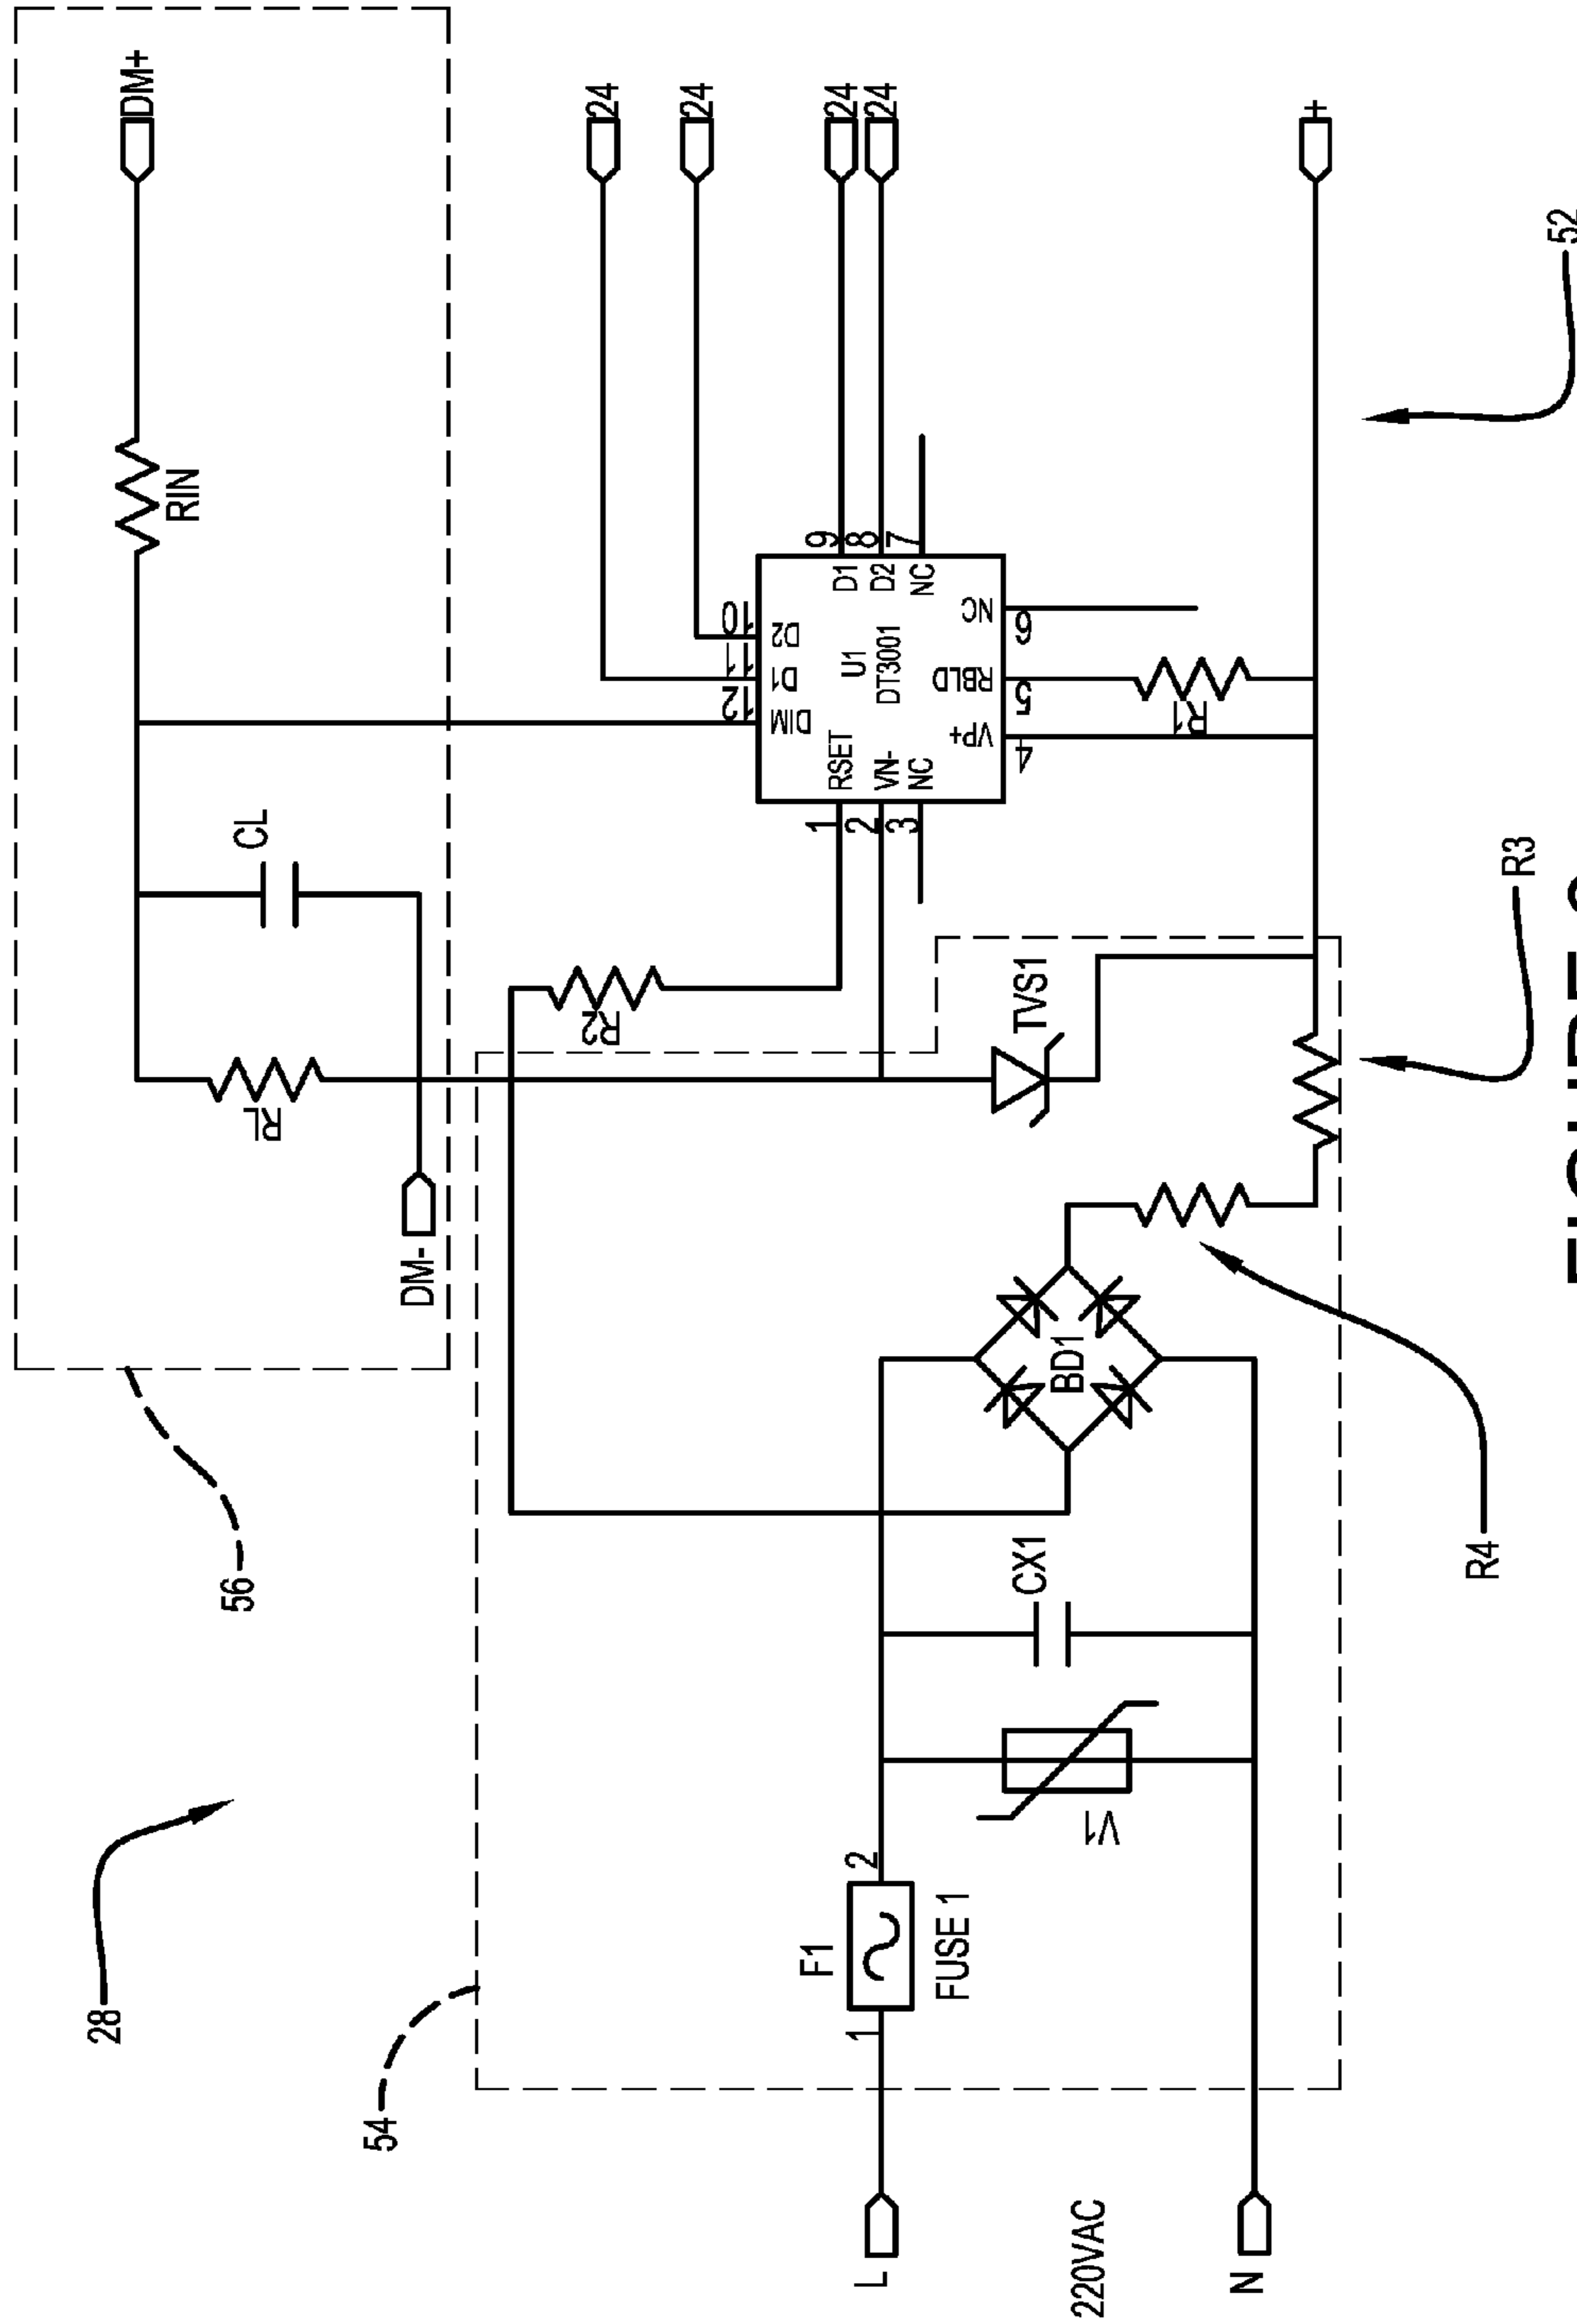 28
DM+
RIN
56
CL
RL
54
DM-
24
R2
24
12 11 10
DIM D1 D2
F1
1 RSET D1 9 24
U1
1 2
2 VN- D2 8 24
DT3001
L
3 NC NC 7
FUSE 1
VP+ RBLD NC
4 5 6
CX1
TVS1
BD1
220VAC
V1
R1
N
+
R4
R3
52
FIGURE